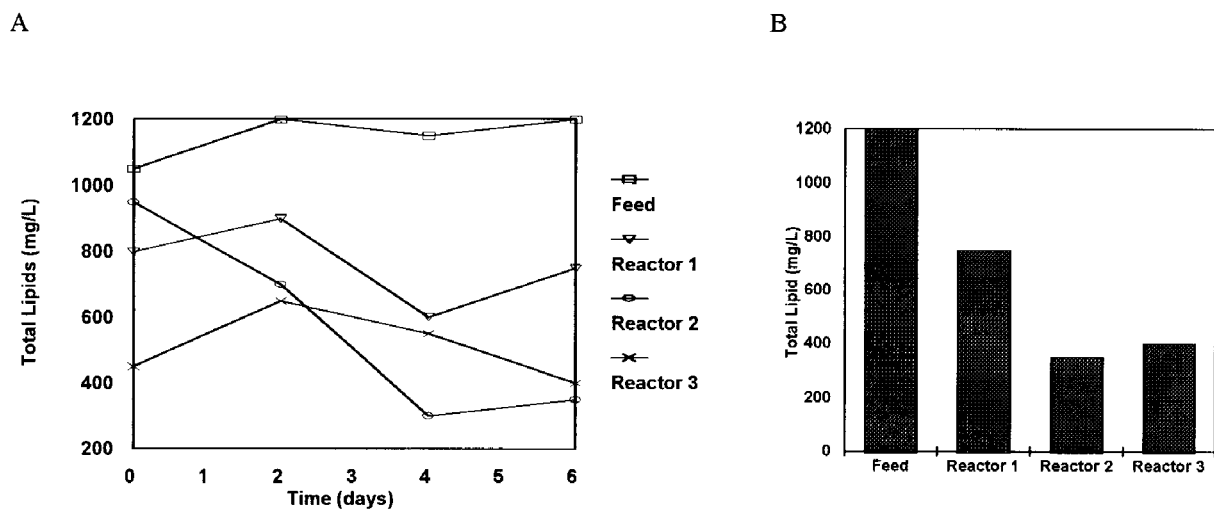 A
B
Total Lipids (mg/L)
1200
1000
800
600
400
200
0 1 2 3 4 5 6
Time (days)
Feed
Reactor 1
Reactor 2
Reactor 3
Total Lipid (mg/L)
1200
1000
800
600
400
200
0
Feed Reactor 1 Reactor 2 Reactor 3